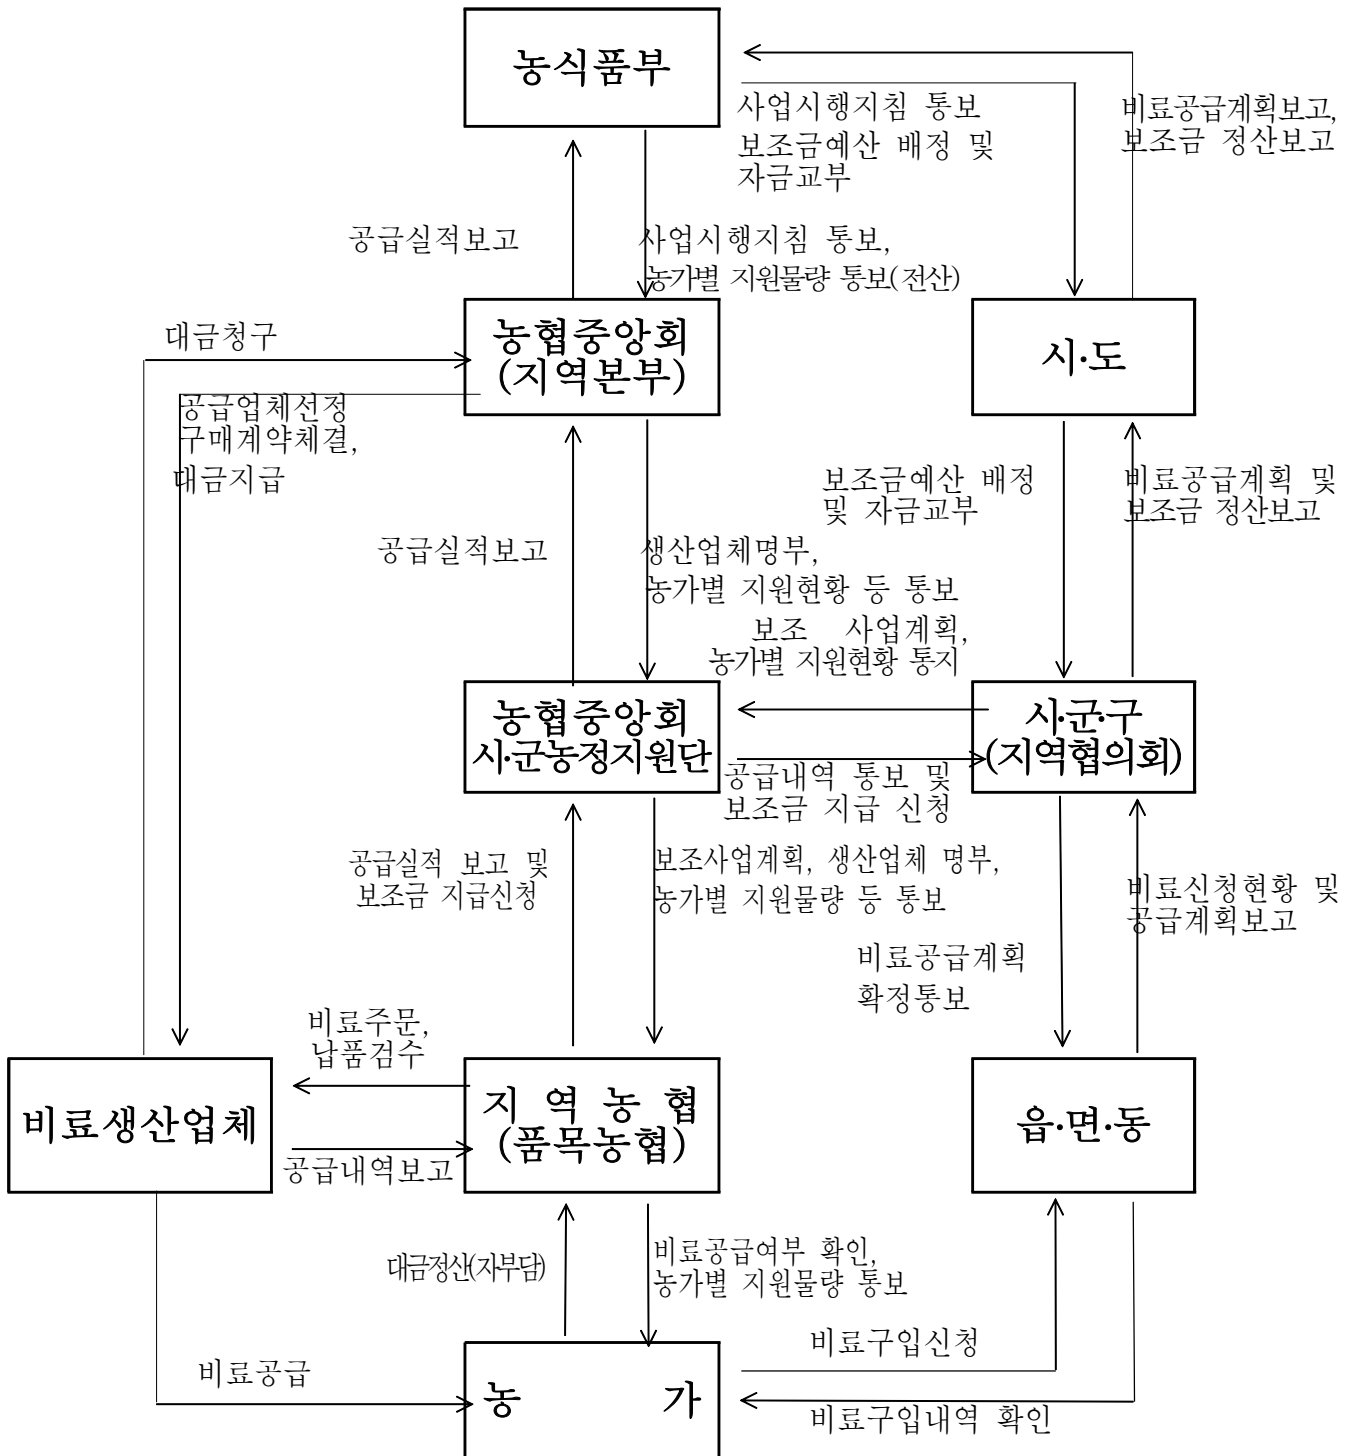 농식품부
사업시행지침 통보
보조금예산 배정 및
자금교부
비료공급계획보고,
보조금 정산보고
공급실적보고
사업시행지침 통보,
농가별 지원물량 통보(전산)
대금청구
농협중앙회
(지역본부)
시·도
공급업체선정
구매계약체결,
대금지급
보조금예산 배정
및 자금교부
비료공급계획 및
보조금 정산보고
공급실적보고
생산업체명부,
농가별 지원현황 등 통보
보조 사업계획,
농가별 지원현황 통지
농협중앙회
시·군농정지원단
시·군·구
(지역협의회)
공급내역 통보 및
보조금 지급 신청
공급실적 보고 및
보조금 지급신청
보조사업계획, 생산업체 명부,
농가별 지원물량 등 통보
비료신청현황 및
공급계획보고
비료공급계획
확정통보
비료주문,
납품검수
비료생산업체
지 역 농 협
(품목농협)
읍·면·동
공급내역보고
대금정산(자부담)
비료공급여부 확인,
농가별 지원물량 통보
비료구입신청
비료공급
농 가
비료구입내역 확인